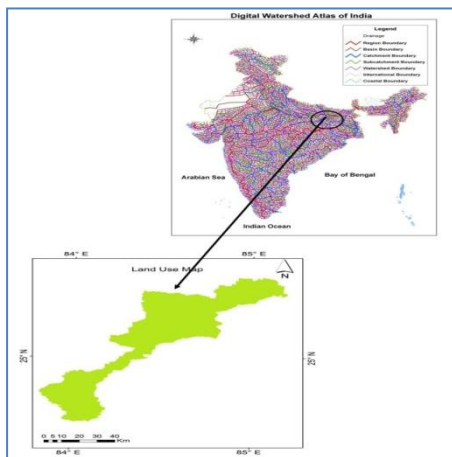 Digital Watershed Atlas of India
Legend
Drainage
Region Boundary
Basin Boundary
Catchment Boundary
Subcatchment Boundary
Watershed Boundary
International Boundary
Coastal Boundary
Arabian Sea
Bay of Bengal
Indian Ocean
84° E
85° E
Land Use Map
N
25°N
25°N
0 5 10 20 30 40
Km
84° E
85° E